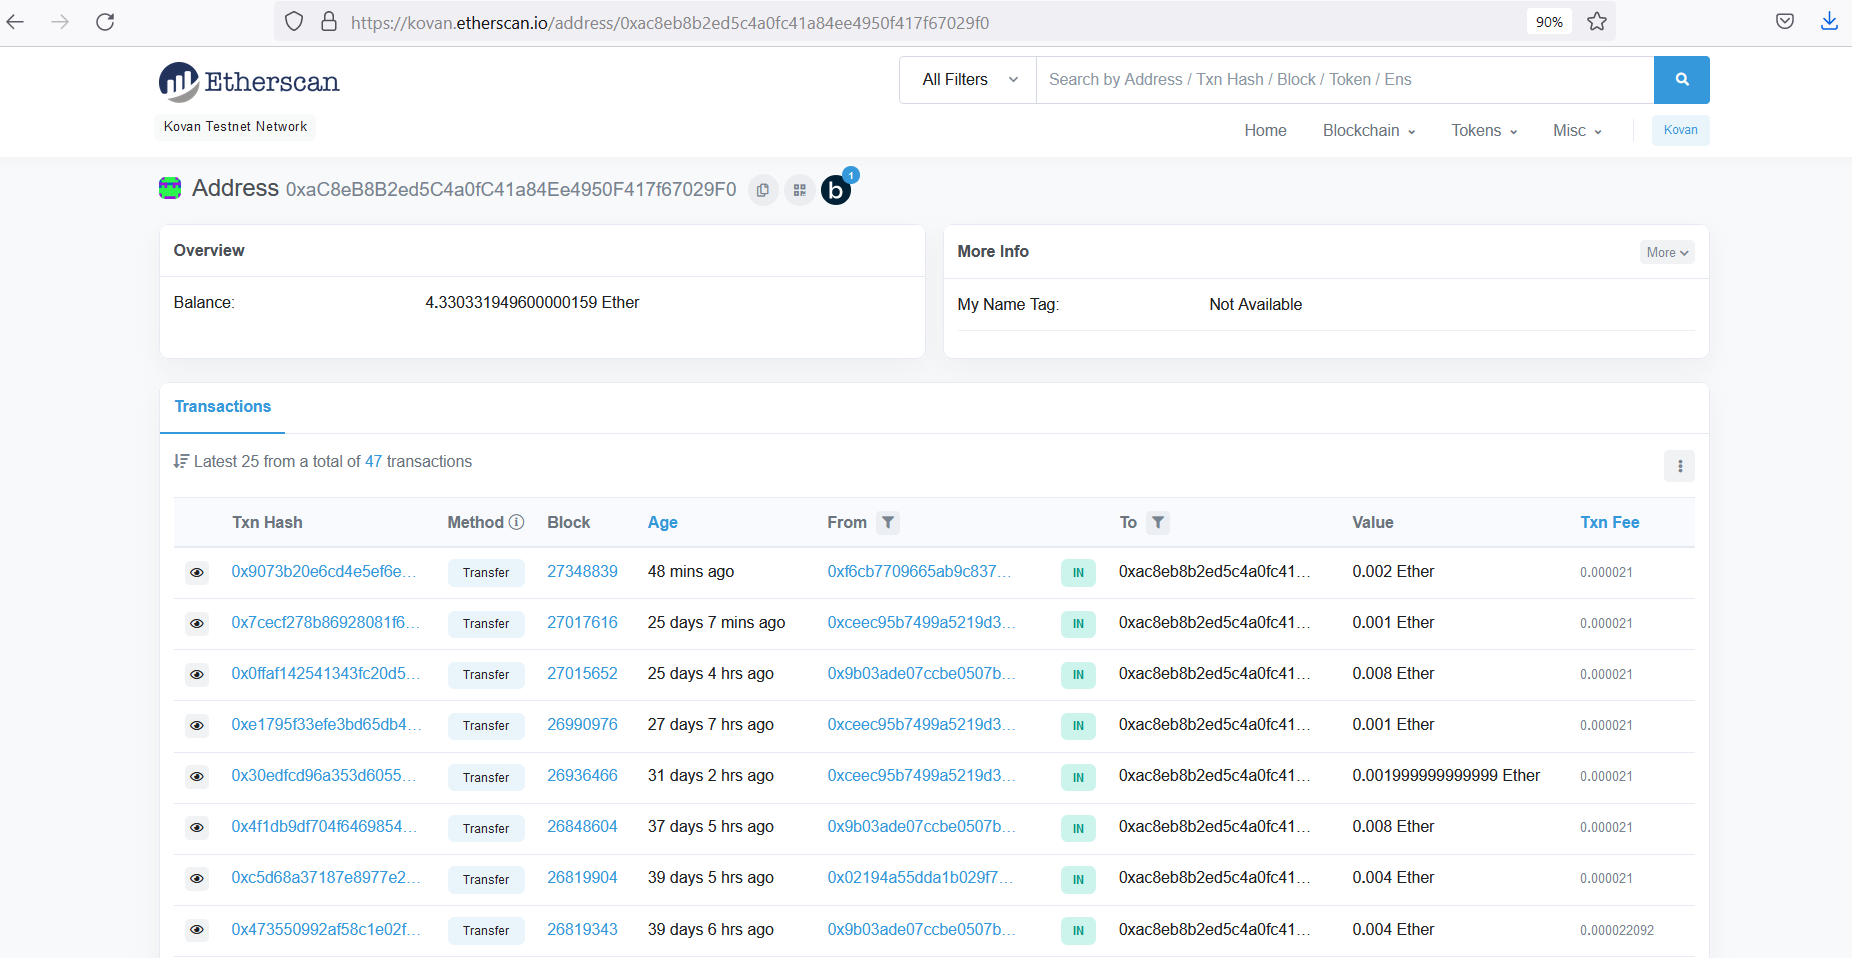 https://kovan.etherscan.io/address/0xac8eb8b2ed5c4a0fc41a84ee4950f417f67029f0 90%
Etherscan
All Filters Search by Address / Txn Hash / Block / Token / Ens
Kovan Testnet Network
Home Blockchain Tokens Misc Kovan
Address 0xaC8eB8B2ed5C4a0fC41a84Ee4950F417f67029F0 b 1
Overview
Balance: 4.330331949600000159 Ether
More Info More
My Name Tag: Not Available
Transactions
Latest 25 from a total of 47 transactions
Txn Hash Method Block Age From To Value Txn Fee
0x9073b20e6cd4e5ef6e... Transfer 27348839 48 mins ago 0xf6cb7709665ab9c837... IN 0xac8eb8b2ed5c4a0fc41... 0.002 Ether 0.000021
0x7cecf278b86928081f6... Transfer 27017616 25 days 7 mins ago 0xceec95b7499a5219d3... IN 0xac8eb8b2ed5c4a0fc41... 0.001 Ether 0.000021
0x0ffaf142541343fc20d5... Transfer 27015652 25 days 4 hrs ago 0x9b03ade07ccbe0507b... IN 0xac8eb8b2ed5c4a0fc41... 0.008 Ether 0.000021
0xe1795f33efe3bd65db4... Transfer 26990976 27 days 7 hrs ago 0xceec95b7499a5219d3... IN 0xac8eb8b2ed5c4a0fc41... 0.001 Ether 0.000021
0x30edfcd96a353d6055... Transfer 26936466 31 days 2 hrs ago 0xceec95b7499a5219d3... IN 0xac8eb8b2ed5c4a0fc41... 0.001999999999999 Ether 0.000021
0x4f1db9df704f6469854... Transfer 26848604 37 days 5 hrs ago 0x9b03ade07ccbe0507b... IN 0xac8eb8b2ed5c4a0fc41... 0.008 Ether 0.000021
0xc5d68a37187e8977e2... Transfer 26819904 39 days 5 hrs ago 0x02194a55dda1b029f7... IN 0xac8eb8b2ed5c4a0fc41... 0.004 Ether 0.000021
0x473550992af58c1e02f... Transfer 26819343 39 days 6 hrs ago 0x9b03ade07ccbe0507b... IN 0xac8eb8b2ed5c4a0fc41... 0.004 Ether 0.000022092